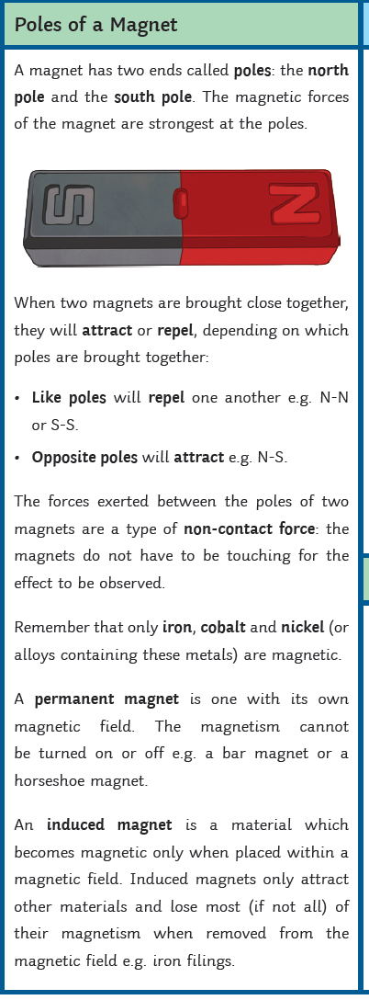 Poles of a Magnet
A magnet has two ends called poles: the north
pole and the south pole. The magnetic forces
of the magnet are strongest at the poles.
S N
When two magnets are brought close together,
they will attract or repel, depending on which
poles are brought together:
• Like poles will repel one another e.g. N-N
or S-S.
• Opposite poles will attract e.g. N-S.
The forces exerted between the poles of two
magnets are a type of non-contact force: the
magnets do not have to be touching for the
effect to be observed.
Remember that only iron, cobalt and nickel (or
alloys containing these metals) are magnetic.
A permanent magnet is one with its own
magnetic field. The magnetism cannot
be turned on or off e.g. a bar magnet or a
horseshoe magnet.
An induced magnet is a material which
becomes magnetic only when placed within a
magnetic field. Induced magnets only attract
other materials and lose most (if not all) of
their magnetism when removed from the
magnetic field e.g. iron filings.